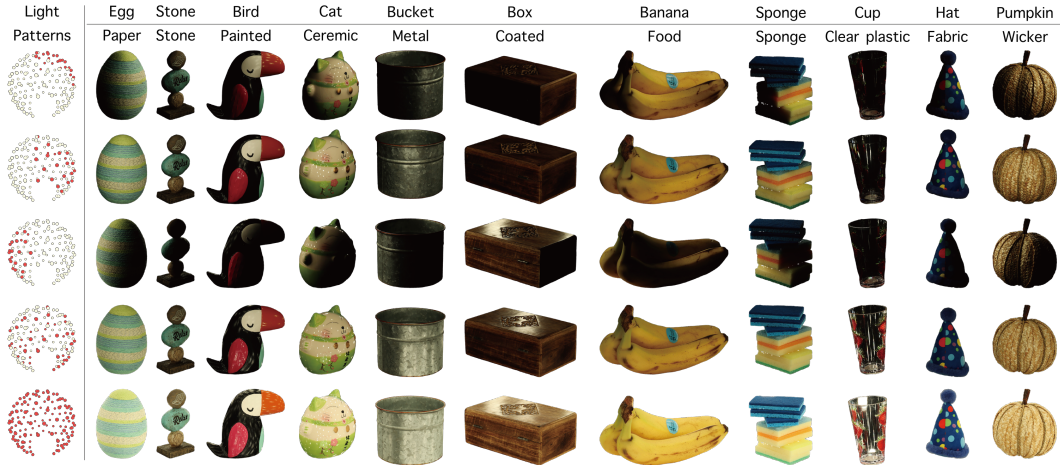 Light Egg Stone Bird Cat Bucket Box Banana Sponge Cup Hat Pumpkin
Patterns Paper Stone Painted Ceremic Metal Coated Food Sponge Clear plastic Fabric Wicker